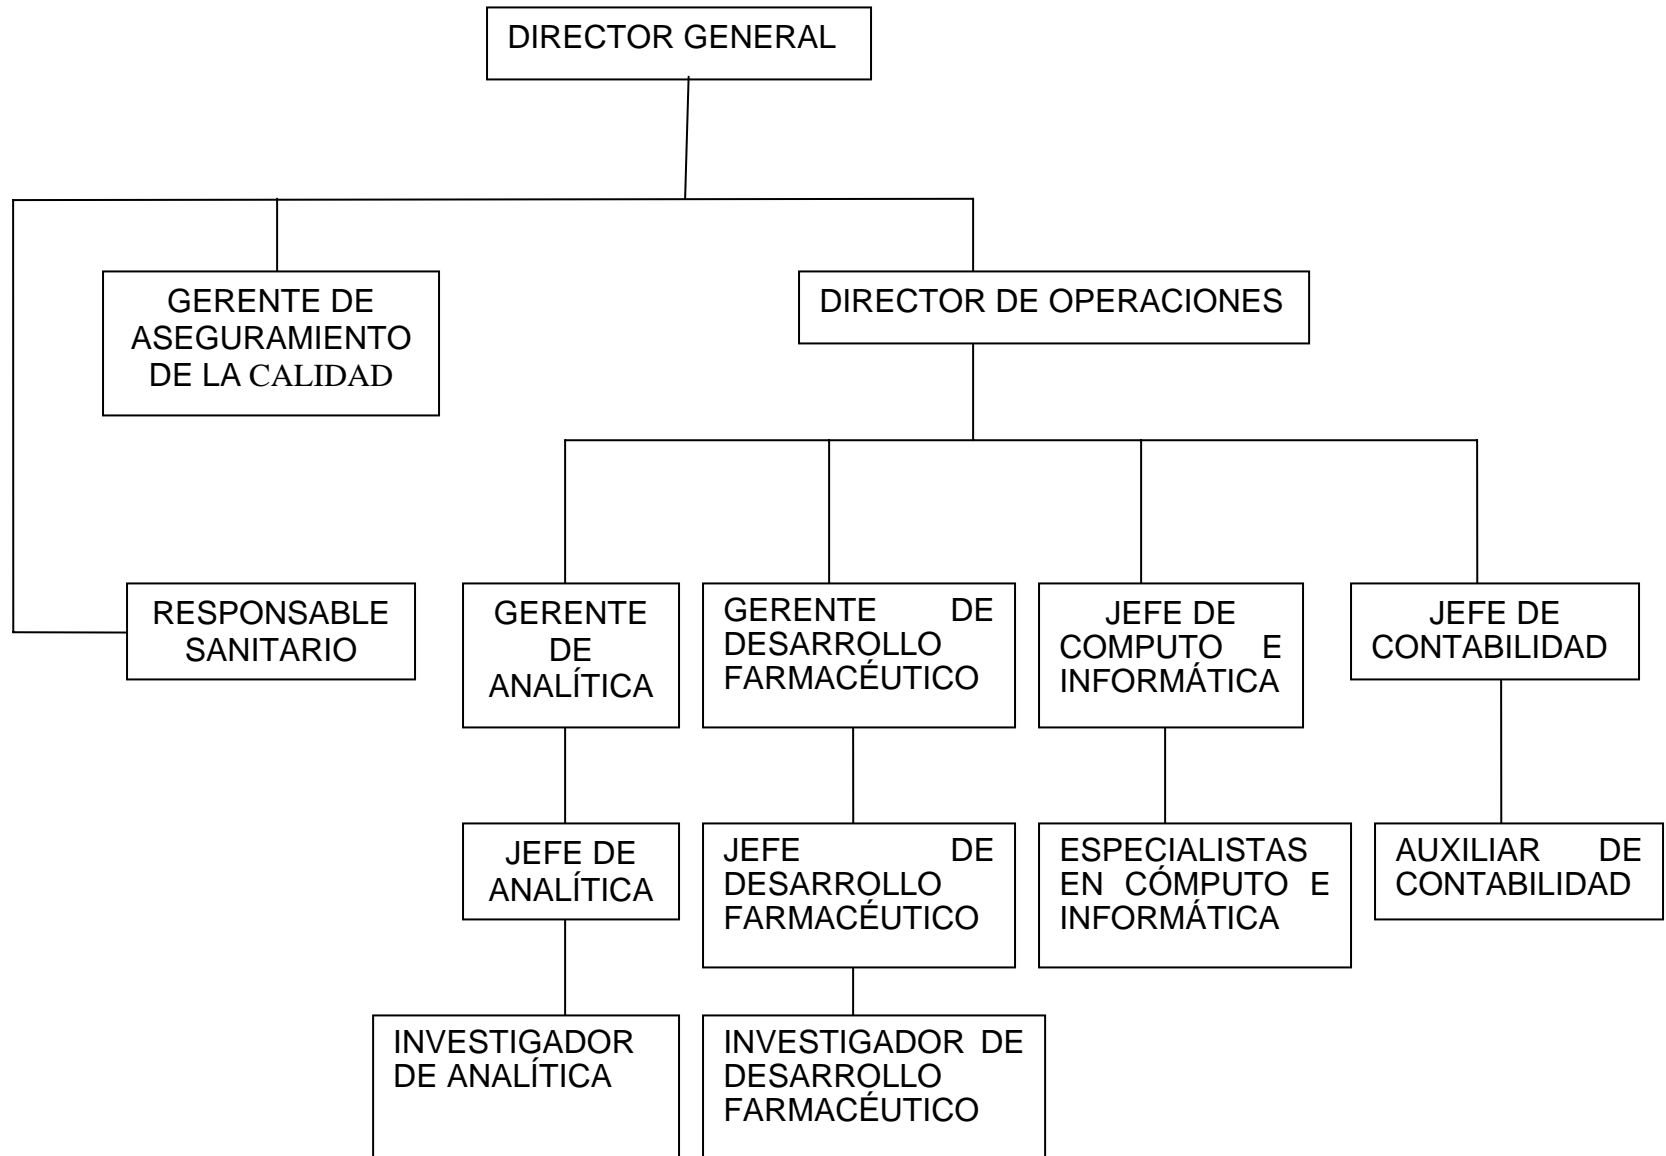 DIRECTOR GENERAL
GERENTE DE
ASEGURAMIENTO
DE LA CALIDAD
DIRECTOR DE OPERACIONES
RESPONSABLE
SANITARIO
GERENTE
DE
ANALÍTICA
GERENTE DE
DESARROLLO
FARMACÉUTICO
JEFE DE
COMPUTO E
INFORMÁTICA
JEFE DE
CONTABILIDAD
JEFE DE
ANALÍTICA
JEFE DE
DESARROLLO
FARMACÉUTICO
ESPECIALISTAS
EN CÓMPUTO E
INFORMÁTICA
AUXILIAR DE
CONTABILIDAD
INVESTIGADOR
DE ANALÍTICA
INVESTIGADOR DE
DESARROLLO
FARMACÉUTICO